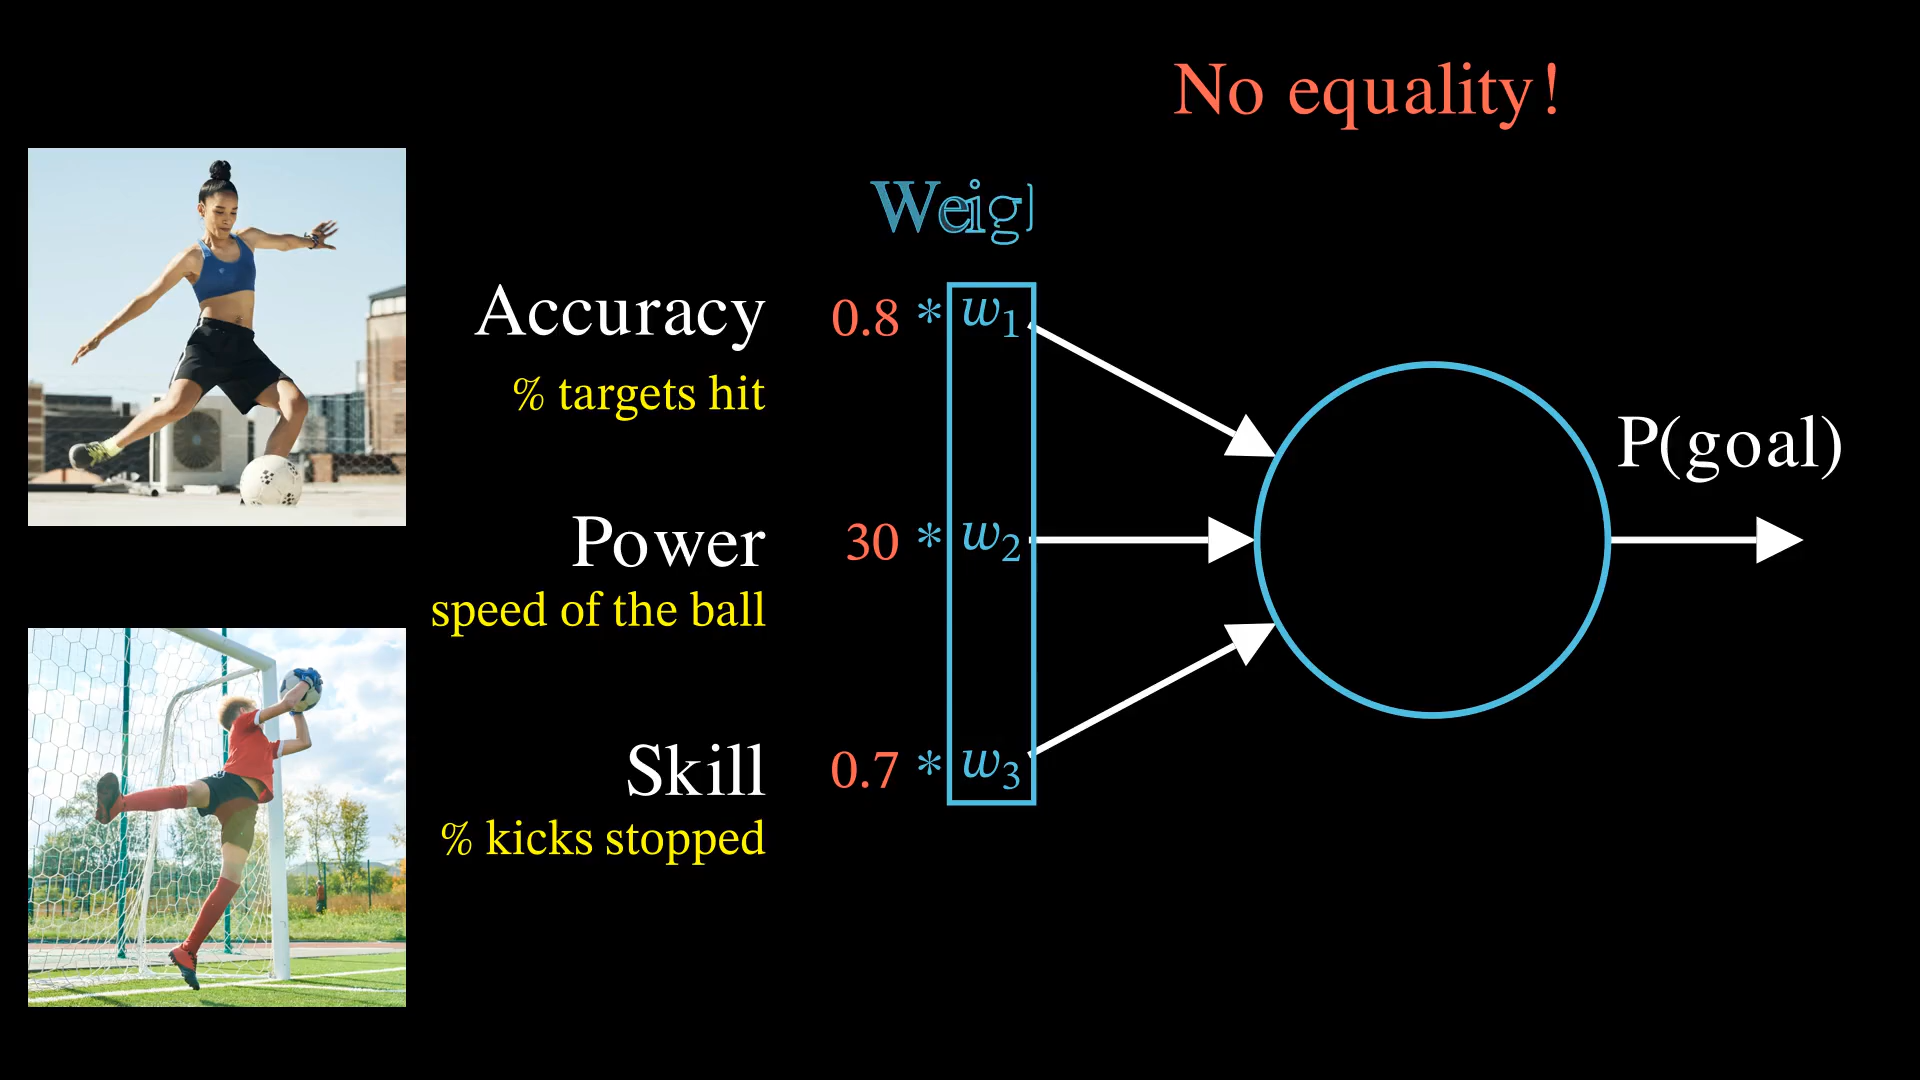 No equality!
Weig
Accuracy 0.8 * w₁
% targets hit
P(goal)
Power 30 * w₂
speed of the ball
Skill 0.7 * w₃
% kicks stopped